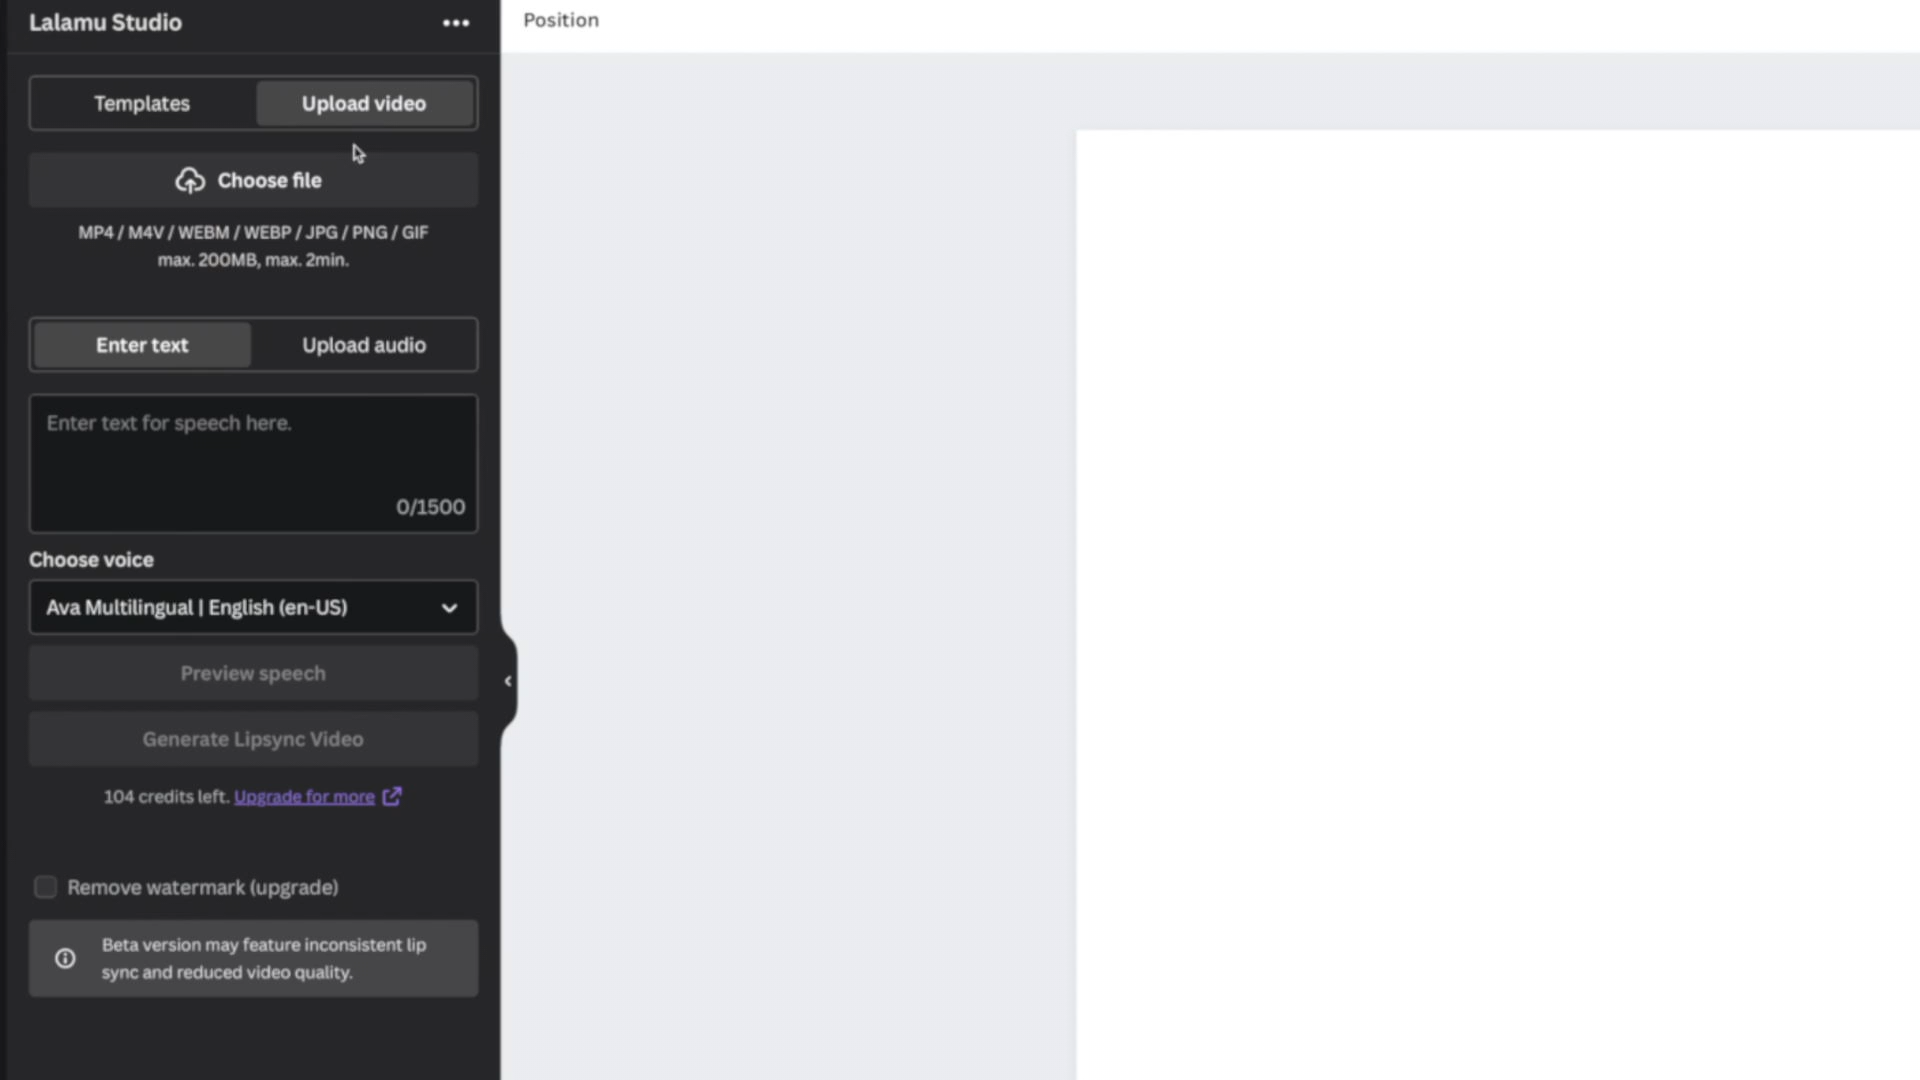 Lalamu Studio
Position
Templates
Upload video
Choose file
MP4 / M4V / WEBM / WEBP / JPG / PNG / GIF
max. 200MB, max. 2min.
Enter text
Upload audio
Enter text for speech here.
0/1500
Choose voice
Ava Multilingual | English (en-US)
Preview speech
Generate Lipsync Video
104 credits left. Upgrade for more
Remove watermark (upgrade)
Beta version may feature inconsistent lip
sync and reduced video quality.